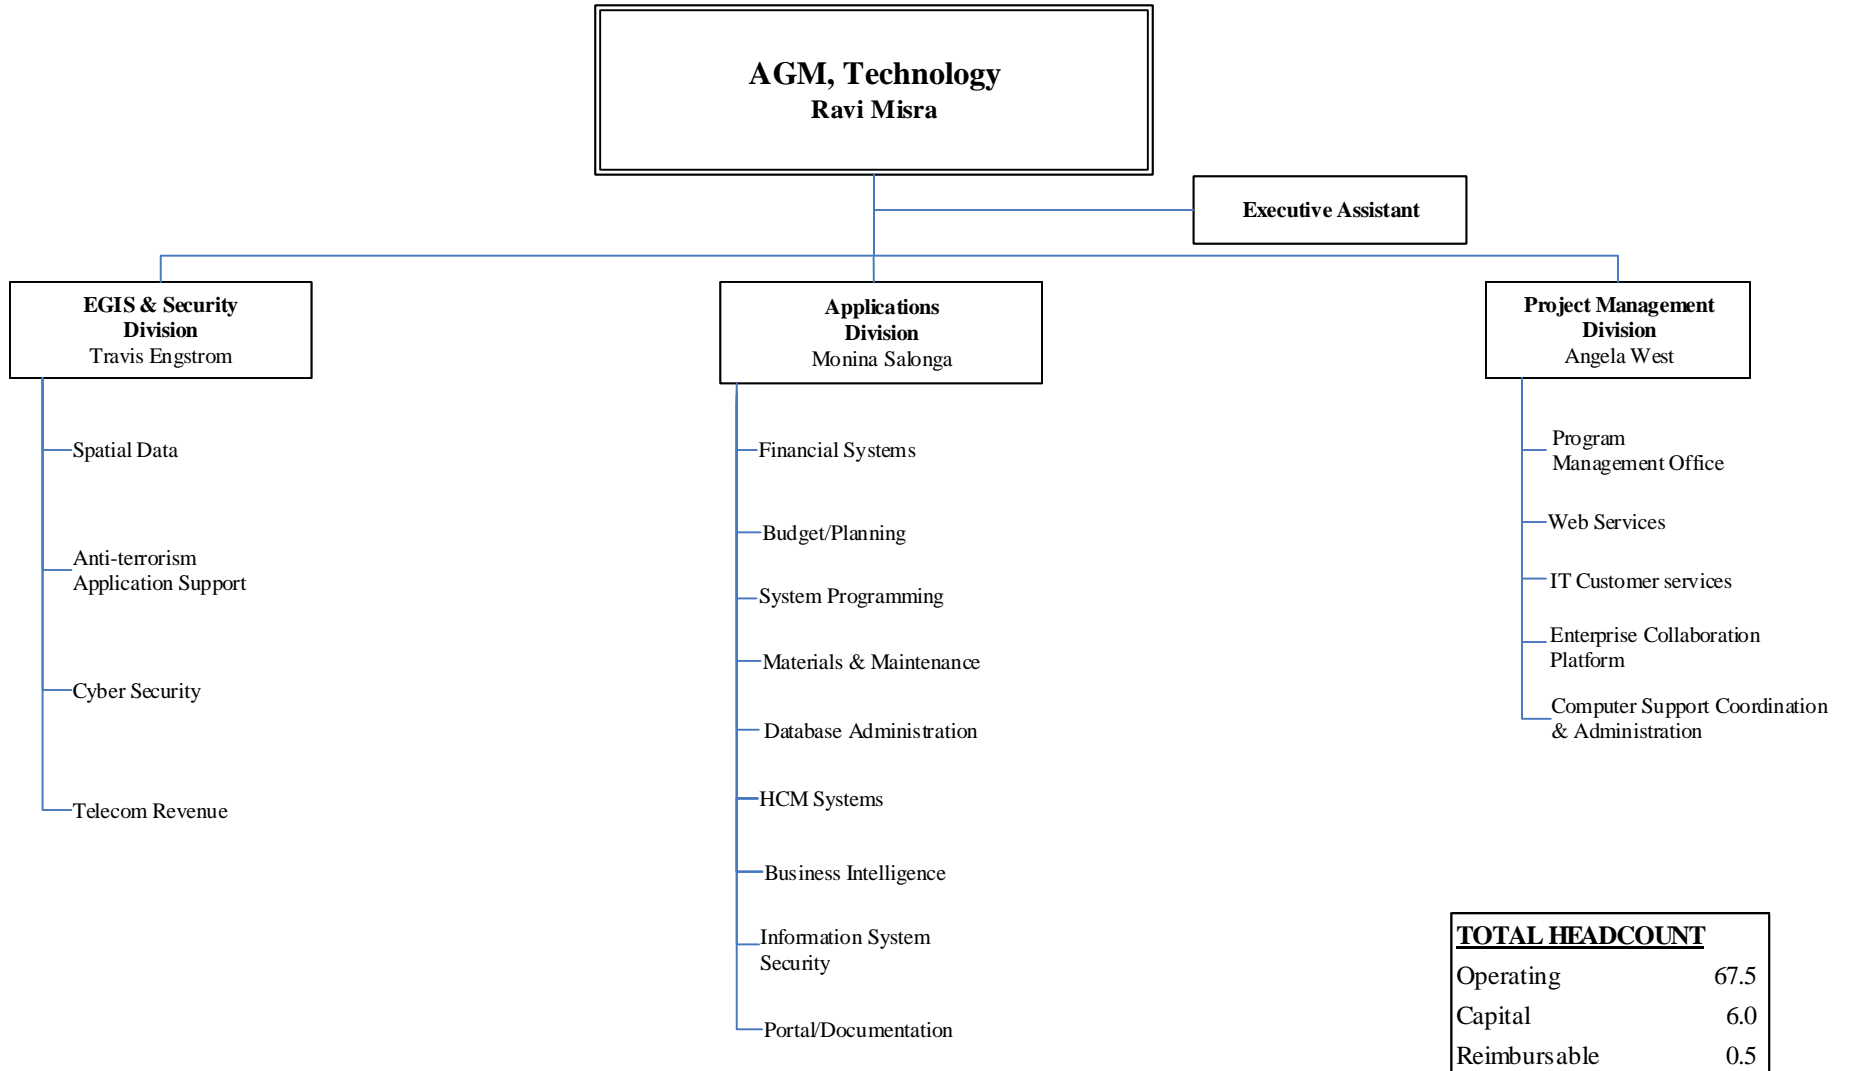 AGM, Technology
Ravi Misra
Executive Assistant
EGIS & Security
Division
Travis Engstrom
Spatial Data
Anti-terrorism
Application Support
Cyber Security
Telecom Revenue
Applications
Division
Monina Salonga
Financial Systems
Budget/Planning
System Programming
Materials & Maintenance
Database Administration
HCM Systems
Business Intelligence
Information System
Security
Portal/Documentation
Project Management
Division
Angela West
Program
Management Office
Web Services
IT Customer services
Enterprise Collaboration
Platform
Computer Support Coordination
& Administration
TOTAL HEADCOUNT
Operating 67.5
Capital 6.0
Reimbursable 0.5